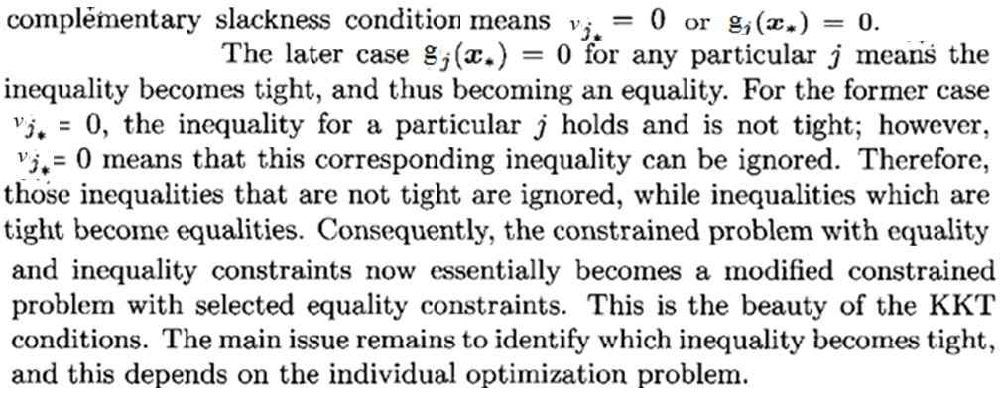 complementary slackness condition means v_{j*} = 0 or g_j(x_*) = 0.
The later case g_j(x_*) = 0 for any particular j means the
inequality becomes tight, and thus becoming an equality. For the former case
v_{j*} = 0, the inequality for a particular j holds and is not tight; however,
v_{j*} = 0 means that this corresponding inequality can be ignored. Therefore,
those inequalities that are not tight are ignored, while inequalities which are
tight become equalities. Consequently, the constrained problem with equality
and inequality constraints now essentially becomes a modified constrained
problem with selected equality constraints. This is the beauty of the KKT
conditions. The main issue remains to identify which inequality becomes tight,
and this depends on the individual optimization problem.